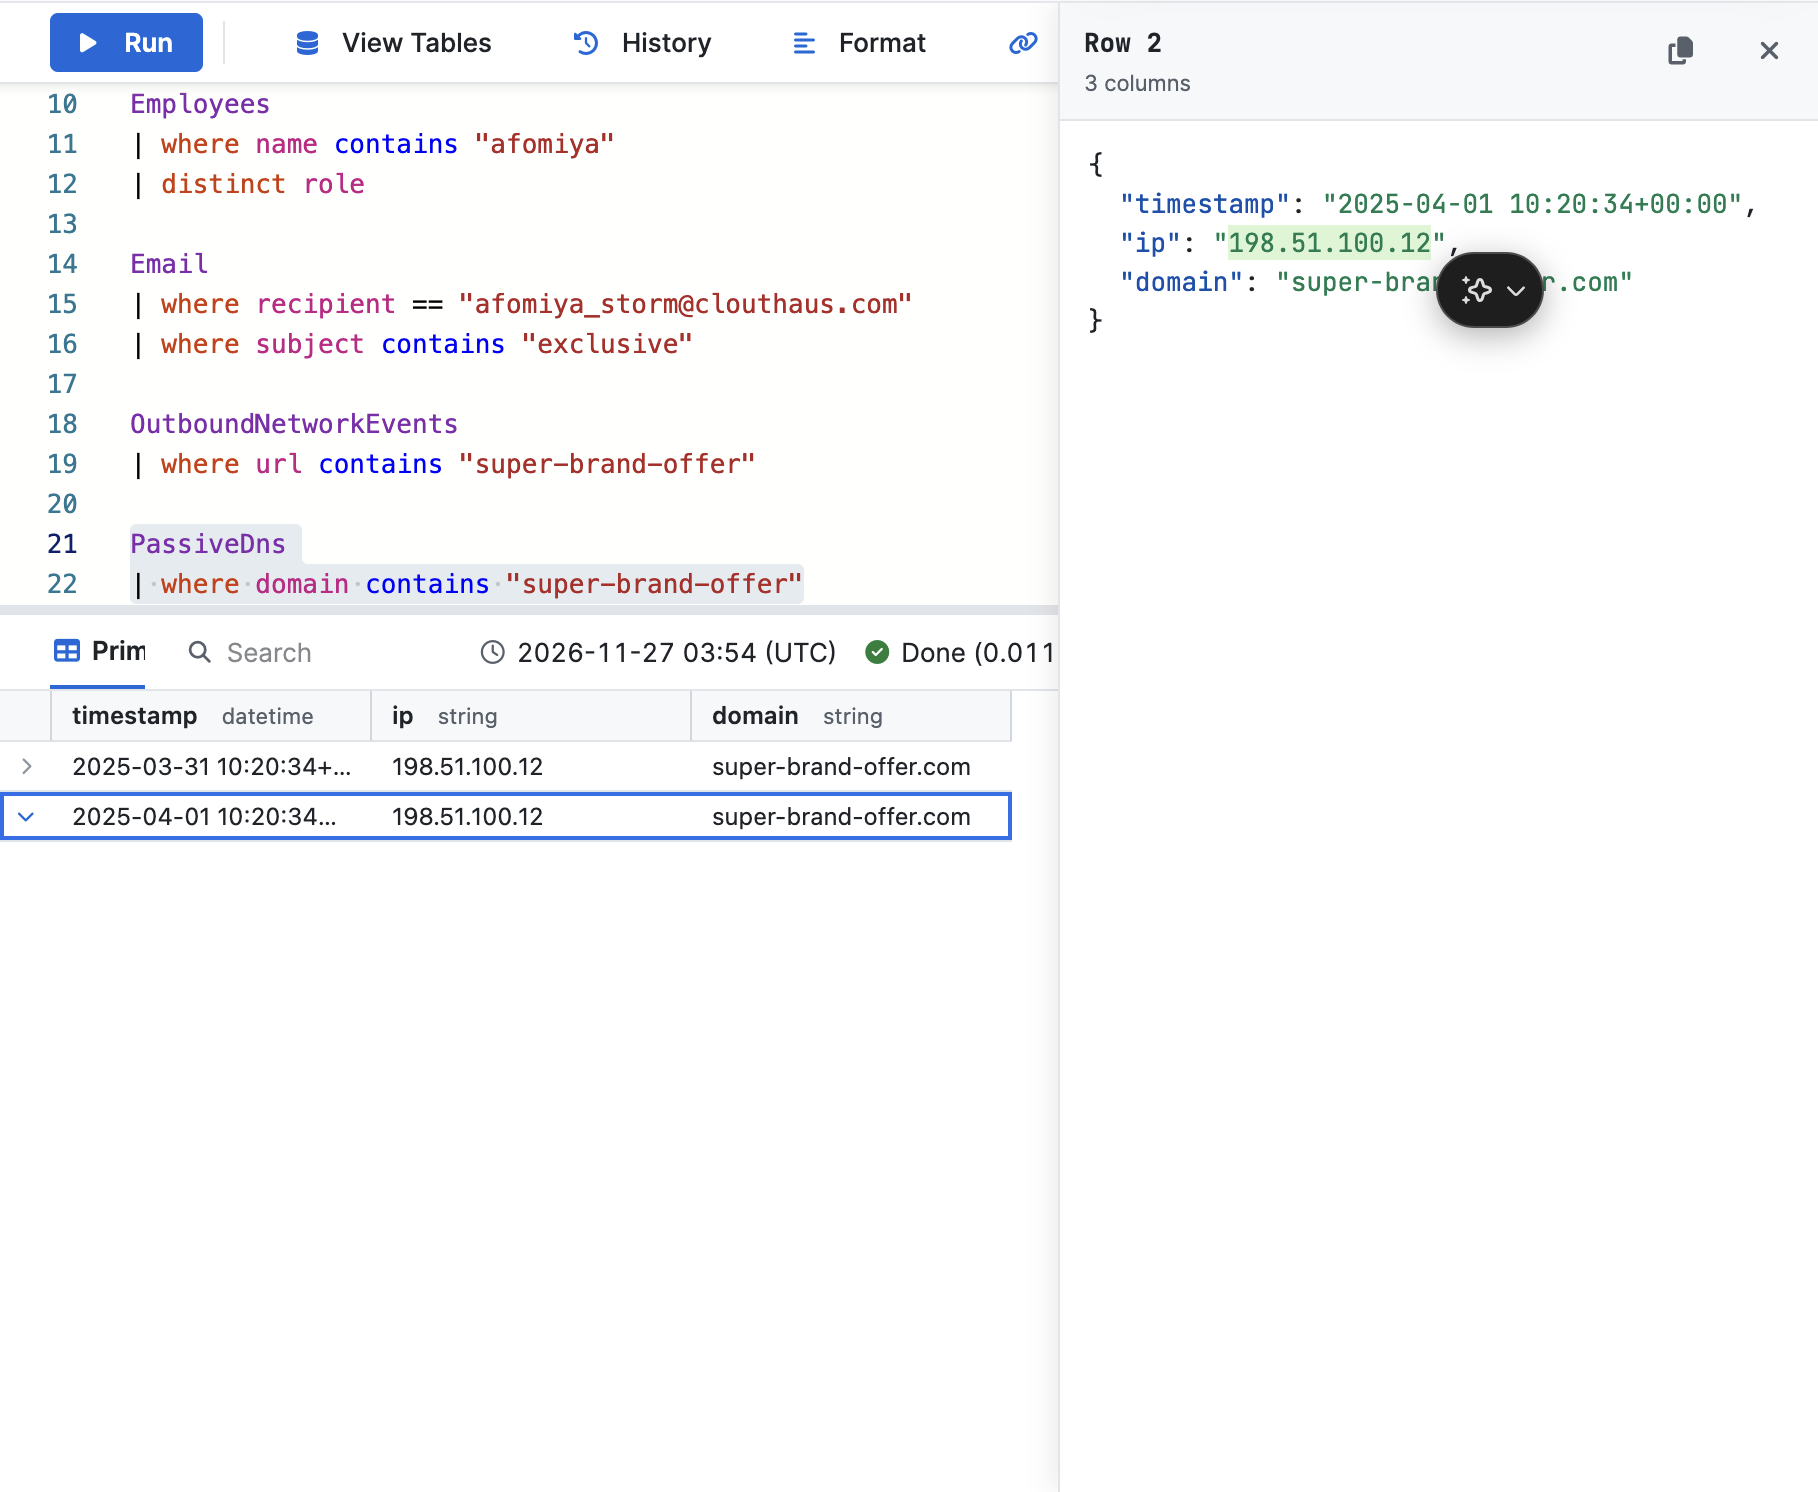 Run
View Tables
History
Format
10 Employees
11 | where name contains "afomiya"
12 | distinct role
13
14 Email
15 | where recipient == "afomiya_storm@clouthaus.com"
16 | where subject contains "exclusive"
17
18 OutboundNetworkEvents
19 | where url contains "super-brand-offer"
20
21 PassiveDns
22 | where domain contains "super-brand-offer"
Prim
Search
2026-11-27 03:54 (UTC)
Done (0.011
timestamp datetime ip string domain string
2025-03-31 10:20:34+... 198.51.100.12 super-brand-offer.com
2025-04-01 10:20:34... 198.51.100.12 super-brand-offer.com
Row 2
3 columns
{
"timestamp": "2025-04-01 10:20:34+00:00",
"ip": "198.51.100.12",
"domain": "super-bra r.com"
}